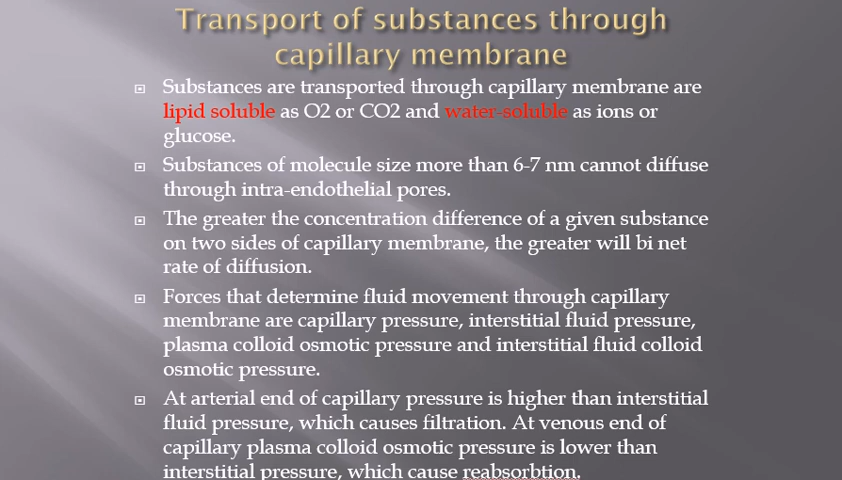 Transport of substances through
capillary membrane
Substances are transported through capillary membrane are
lipid soluble as O2 or CO2 and water-soluble as ions or
glucose.
Substances of molecule size more than 6-7 nm cannot diffuse
through intra-endothelial pores.
The greater the concentration difference of a given substance
on two sides of capillary membrane, the greater will bi net
rate of diffusion.
Forces that determine fluid movement through capillary
membrane are capillary pressure, interstitial fluid pressure,
plasma colloid osmotic pressure and interstitial fluid colloid
osmotic pressure.
At arterial end of capillary pressure is higher than interstitial
fluid pressure, which causes filtration. At venous end of
capillary plasma colloid osmotic pressure is lower than
interstitial pressure, which cause reabsorbtion.